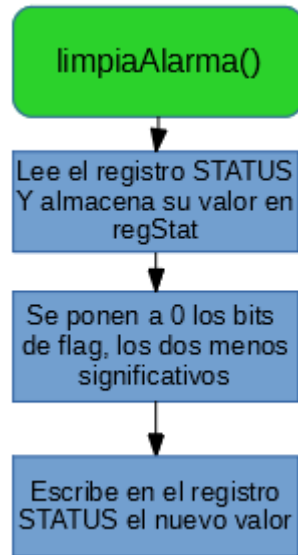 limpiaAlarma()
Lee el registro STATUS
Y almacena su valor en
regStat
Se ponen a 0 los bits
de flag, los dos menos
significativos
Escribe en el registro
STATUS el nuevo valor